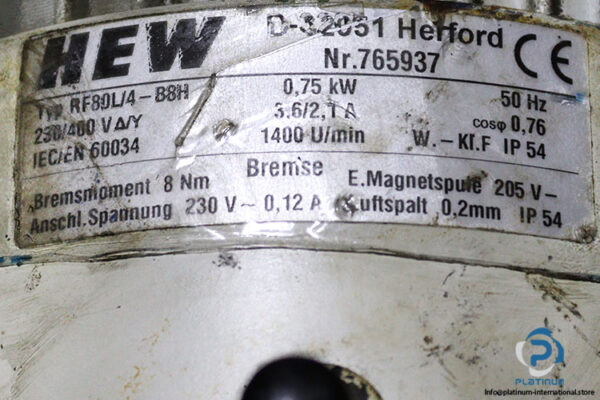 HEW D-32051 Herford CE
Nr.765937
TYP RF80L/4-B8H 0,75 kW 50 Hz
230/400 V Δ/Y 3.6/2,1 A cosφ 0,76
IEC/EN 60034 1400 U/min W.-Kl.F IP 54
Bremse
Bremsmoment 8 Nm E.Magnetspule 205 V-
Anschl.Spannung 230 V~ 0,12 A Luftspalt 0,2mm IP 54
PLATINUM
Info@platinum-international.store